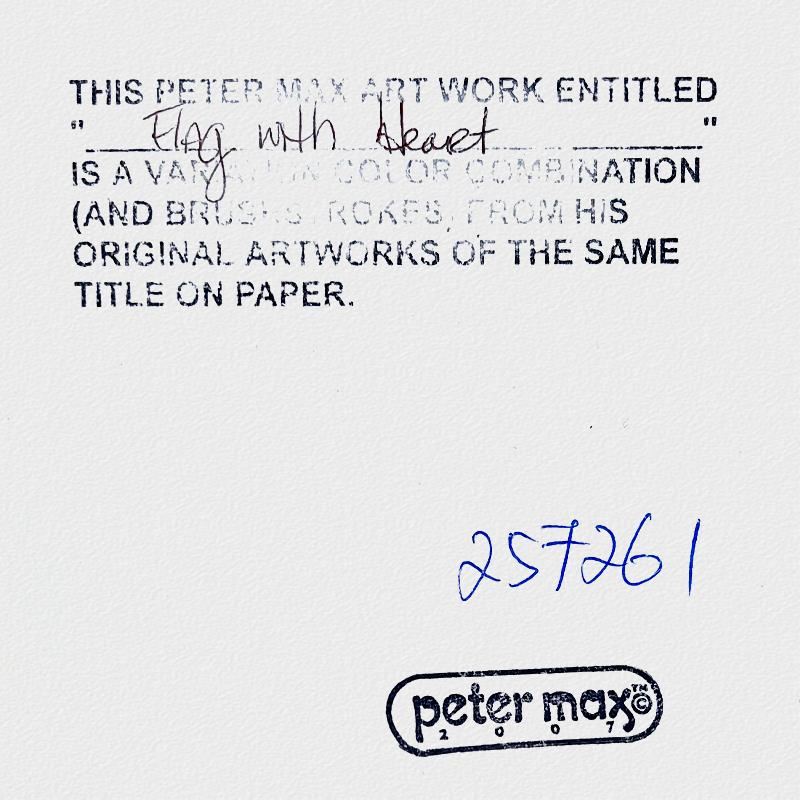 THIS PETER MAX ART WORK ENTITLED
" Flag with Heart "
IS A VARIATION COLOR COMBINATION
(AND BRUSHSTROKES) FROM HIS
ORIGINAL ARTWORKS OF THE SAME
TITLE ON PAPER.
257261
peter max™©
2007